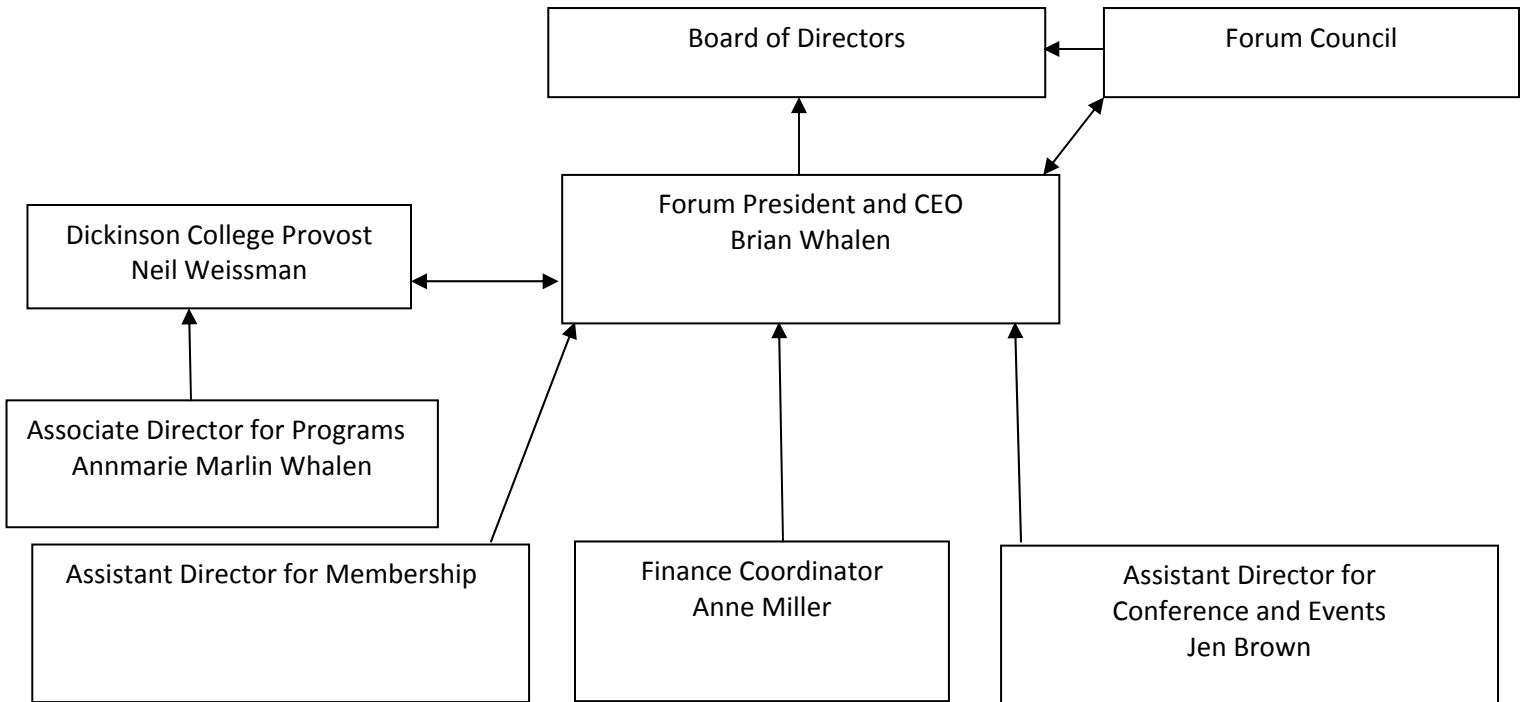 Board of Directors
Forum Council
Forum President and CEO
Brian Whalen
Dickinson College Provost
Neil Weissman
Associate Director for Programs
Annmarie Marlin Whalen
Assistant Director for Membership
Finance Coordinator
Anne Miller
Assistant Director for
Conference and Events
Jen Brown